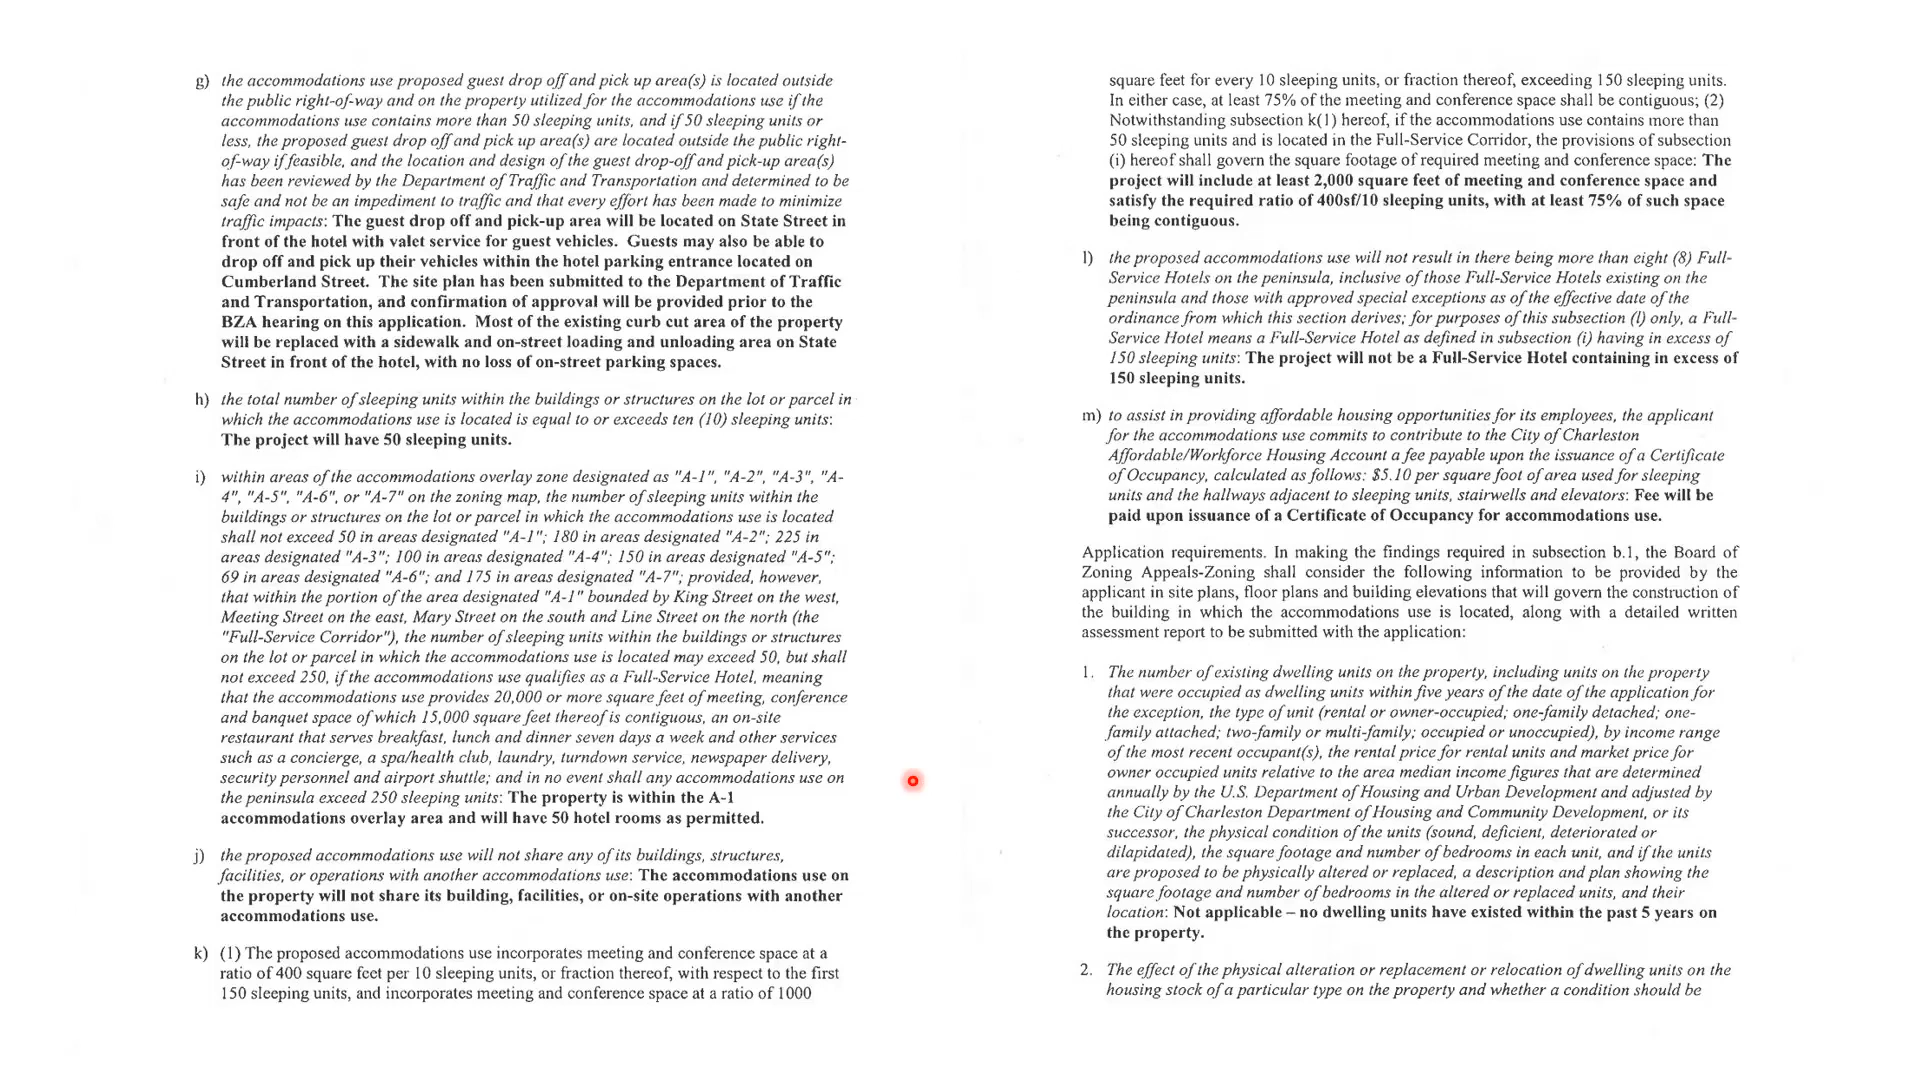 g) the accommodations use proposed guest drop off and pick up area(s) is located outside
the public right-of-way and on the property utilized for the accommodations use if the
accommodations use contains more than 50 sleeping units, and if 50 sleeping units or
less, the proposed guest drop off and pick up area(s) are located outside the public right-
of-way if feasible, and the location and design of the guest drop-off and pick-up area(s)
has been reviewed by the Department of Traffic and Transportation and determined to be
safe and not be an impediment to traffic and that every effort has been made to minimize
traffic impacts: The guest drop off and pick-up area will be located on State Street in
front of the hotel with valet service for guest vehicles. Guests may also be able to
drop off and pick up their vehicles within the hotel parking entrance located on
Cumberland Street. The site plan has been submitted to the Department of Traffic
and Transportation, and confirmation of approval will be provided prior to the
BZA hearing on this application. Most of the existing curb cut area of the property
will be replaced with a sidewalk and on-street loading and unloading area on State
Street in front of the hotel, with no loss of on-street parking spaces.
h) the total number of sleeping units within the buildings or structures on the lot or parcel in
which the accommodations use is located is equal to or exceeds ten (10) sleeping units:
The project will have 50 sleeping units.
i) within areas of the accommodations overlay zone designated as "A-1", "A-2", "A-3", "A-
4", "A-5", "A-6", or "A-7" on the zoning map, the number of sleeping units within the
buildings or structures on the lot or parcel in which the accommodations use is located
shall not exceed 50 in areas designated "A-1"; 180 in areas designated "A-2"; 225 in
areas designated "A-3"; 100 in areas designated "A-4"; 150 in areas designated "A-5";
69 in areas designated "A-6"; and 175 in areas designated "A-7"; provided, however,
that within the portion of the area designated "A-1" bounded by King Street on the west,
Meeting Street on the east, Mary Street on the south and Line Street on the north (the
"Full-Service Corridor"), the number of sleeping units within the buildings or structures
on the lot or parcel in which the accommodations use is located may exceed 50, but shall
not exceed 250, if the accommodations use qualifies as a Full-Service Hotel, meaning
that the accommodations use provides 20,000 or more square feet of meeting, conference
and banquet space of which 15,000 square feet thereof is contiguous, an on-site
restaurant that serves breakfast, lunch and dinner seven days a week and other services
such as a concierge, a spa/health club, laundry, turndown service, newspaper delivery,
security personnel and airport shuttle; and in no event shall any accommodations use on
the peninsula exceed 250 sleeping units: The property is within the A-1
accommodations overlay area and will have 50 hotel rooms as permitted.
j) the proposed accommodations use will not share any of its buildings, structures,
facilities, or operations with another accommodations use: The accommodations use on
the property will not share its building, facilities, or on-site operations with another
accommodations use.
k) (1) The proposed accommodations use incorporates meeting and conference space at a
ratio of 400 square feet per 10 sleeping units, or fraction thereof, with respect to the first
150 sleeping units, and incorporates meeting and conference space at a ratio of 1000
square feet for every 10 sleeping units, or fraction thereof, exceeding 150 sleeping units.
In either case, at least 75% of the meeting and conference space shall be contiguous; (2)
Notwithstanding subsection k(1) hereof, if the accommodations use contains more than
50 sleeping units and is located in the Full-Service Corridor, the provisions of subsection
(i) hereof shall govern the square footage of required meeting and conference space: The
project will include at least 2,000 square feet of meeting and conference space and
satisfy the required ratio of 400sf/10 sleeping units, with at least 75% of such space
being contiguous.
l) the proposed accommodations use will not result in there being more than eight (8) Full-
Service Hotels on the peninsula, inclusive of those Full-Service Hotels existing on the
peninsula and those with approved special exceptions as of the effective date of the
ordinance from which this section derives; for purposes of this subsection (l) only, a Full-
Service Hotel means a Full-Service Hotel as defined in subsection (i) having in excess of
150 sleeping units: The project will not be a Full-Service Hotel containing in excess of
150 sleeping units.
m) to assist in providing affordable housing opportunities for its employees, the applicant
for the accommodations use commits to contribute to the City of Charleston
Affordable/Workforce Housing Account a fee payable upon the issuance of a Certificate
of Occupancy, calculated as follows: $5.10 per square foot of area used for sleeping
units and the hallways adjacent to sleeping units, stairwells and elevators: Fee will be
paid upon issuance of a Certificate of Occupancy for accommodations use.
Application requirements. In making the findings required in subsection b.1, the Board of
Zoning Appeals-Zoning shall consider the following information to be provided by the
applicant in site plans, floor plans and building elevations that will govern the construction of
the building in which the accommodations use is located, along with a detailed written
assessment report to be submitted with the application:
1. The number of existing dwelling units on the property, including units on the property
that were occupied as dwelling units within five years of the date of the application for
the exception, the type of unit (rental or owner-occupied; one-family detached; one-
family attached; two-family or multi-family; occupied or unoccupied), by income range
of the most recent occupant(s), the rental price for rental units and market price for
owner occupied units relative to the area median income figures that are determined
annually by the U.S. Department of Housing and Urban Development and adjusted by
the City of Charleston Department of Housing and Community Development, or its
successor, the physical condition of the units (sound, deficient, deteriorated or
dilapidated), the square footage and number of bedrooms in each unit, and if the units
are proposed to be physically altered or replaced, a description and plan showing the
square footage and number of bedrooms in the altered or replaced units, and their
location: Not applicable – no dwelling units have existed within the past 5 years on
the property.
2. The effect of the physical alteration or replacement or relocation of dwelling units on the
housing stock of a particular type on the property and whether a condition should be